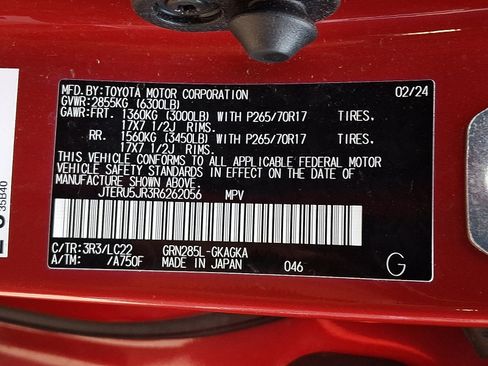 MFD.BY:TOYOTA MOTOR CORPORATION 02/24
GVWR:2855KG (6300LB)
GAWR:FRT. 1360KG (3000LB) WITH P265/70R17 TIRES,
17X7 1/2J RIMS.
RR. 1560KG (3450LB) WITH P265/70R17 TIRES,
17X7 1/2J RIMS.
THIS VEHICLE CONFORMS TO ALL APPLICABLE FEDERAL MOTOR
VEHICLE SAFETY STANDARDS IN EFFECT ON THE DATE OF
MANUFACTURE SHOWN ABOVE.
JTERU5JR3R6262056 MPV
C/TR:3R3/LC22 GRN285L-GKAGKA
A/TM: /A750F MADE IN JAPAN 046 G
35B40